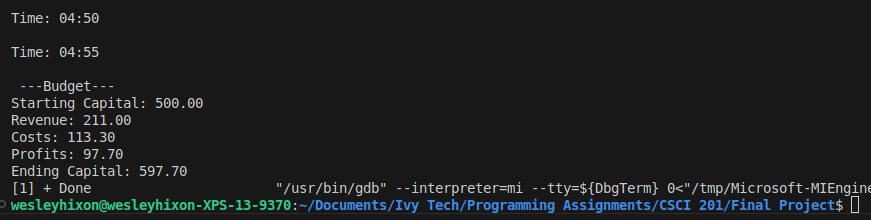 Time: 04:50
Time: 04:55
---Budget---
Starting Capital: 500.00
Revenue: 211.00
Costs: 113.30
Profits: 97.70
Ending Capital: 597.70
[1] + Done                       "/usr/bin/gdb" --interpreter=mi --tty=${DbgTerm} 0<"/tmp/Microsoft-MIEngine
wesleyhixon@wesleyhixon-XPS-13-9370:~/Documents/Ivy Tech/Programming Assignments/CSCI 201/Final Project$